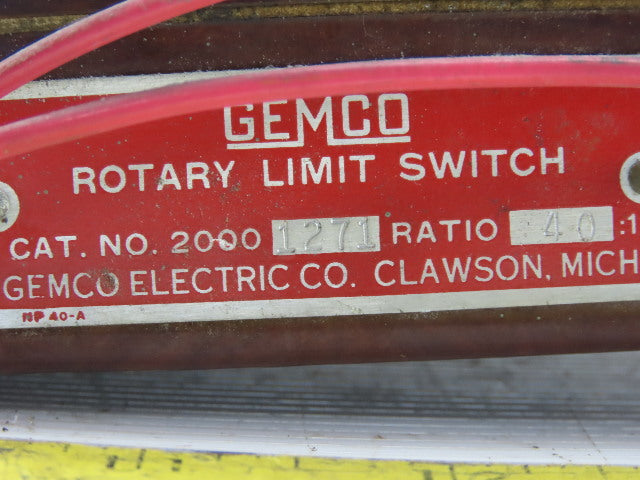 GEMCO
ROTARY LIMIT SWITCH
CAT. NO. 2000 1271 RATIO 40 :1
GEMCO ELECTRIC CO. CLAWSON, MICH
NP 40-A